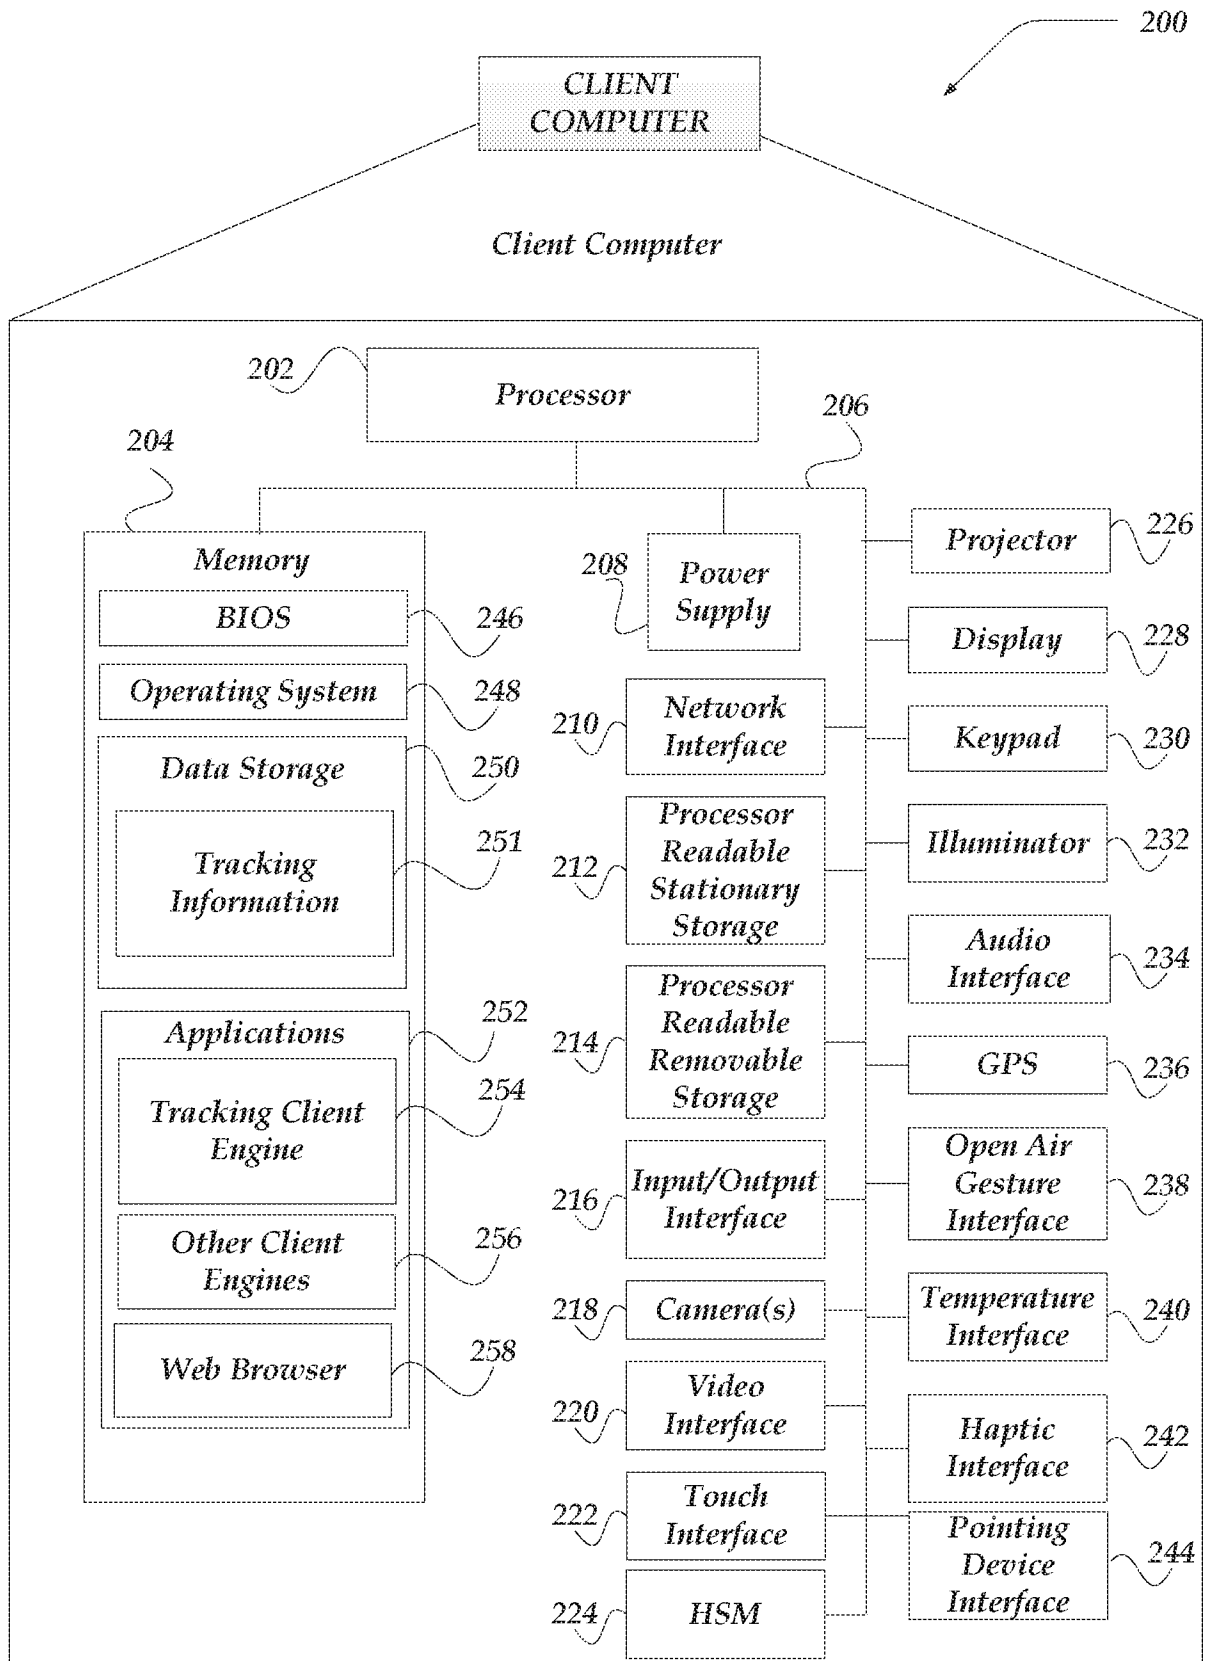 200
CLIENT
COMPUTER
Client Computer
202
Processor
206
204
Memory
BIOS
246
Operating System
248
Data Storage
250
Tracking
Information
251
Applications
252
Tracking Client
Engine
254
Other Client
Engines
256
Web Browser
258
208
Power
Supply
210
Network
Interface
212
Processor
Readable
Stationary
Storage
214
Processor
Readable
Removable
Storage
216
Input/Output
Interface
218
Camera(s)
220
Video
Interface
222
Touch
Interface
224
HSM
Projector
226
Display
228
Keypad
230
Illuminator
232
Audio
Interface
234
GPS
236
Open Air
Gesture
Interface
238
Temperature
Interface
240
Haptic
Interface
242
Pointing
Device
Interface
244